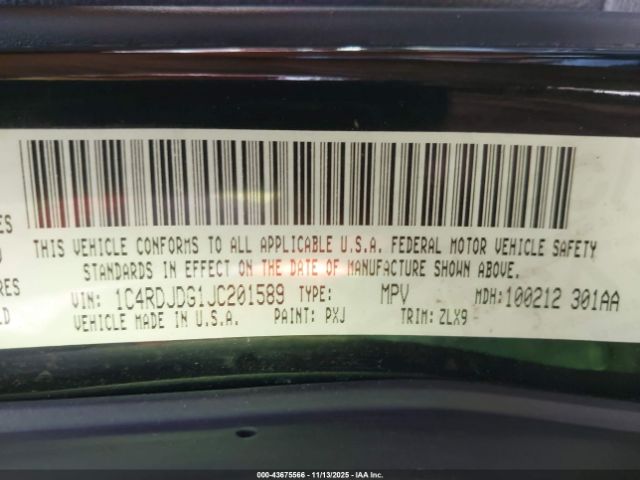 THIS VEHICLE CONFORMS TO ALL APPLICABLE U.S.A. FEDERAL MOTOR VEHICLE SAFETY
STANDARDS IN EFFECT ON THE DATE OF MANUFACTURE SHOWN ABOVE.
VIN: 1C4RDJDG1JC201589 TYPE: MPV MDH:100212 301AA
VEHICLE MADE IN U.S.A. PAINT: PXJ TRIM: ZLX9
000-43675566 - 11/13/2025 - IAA, INC.